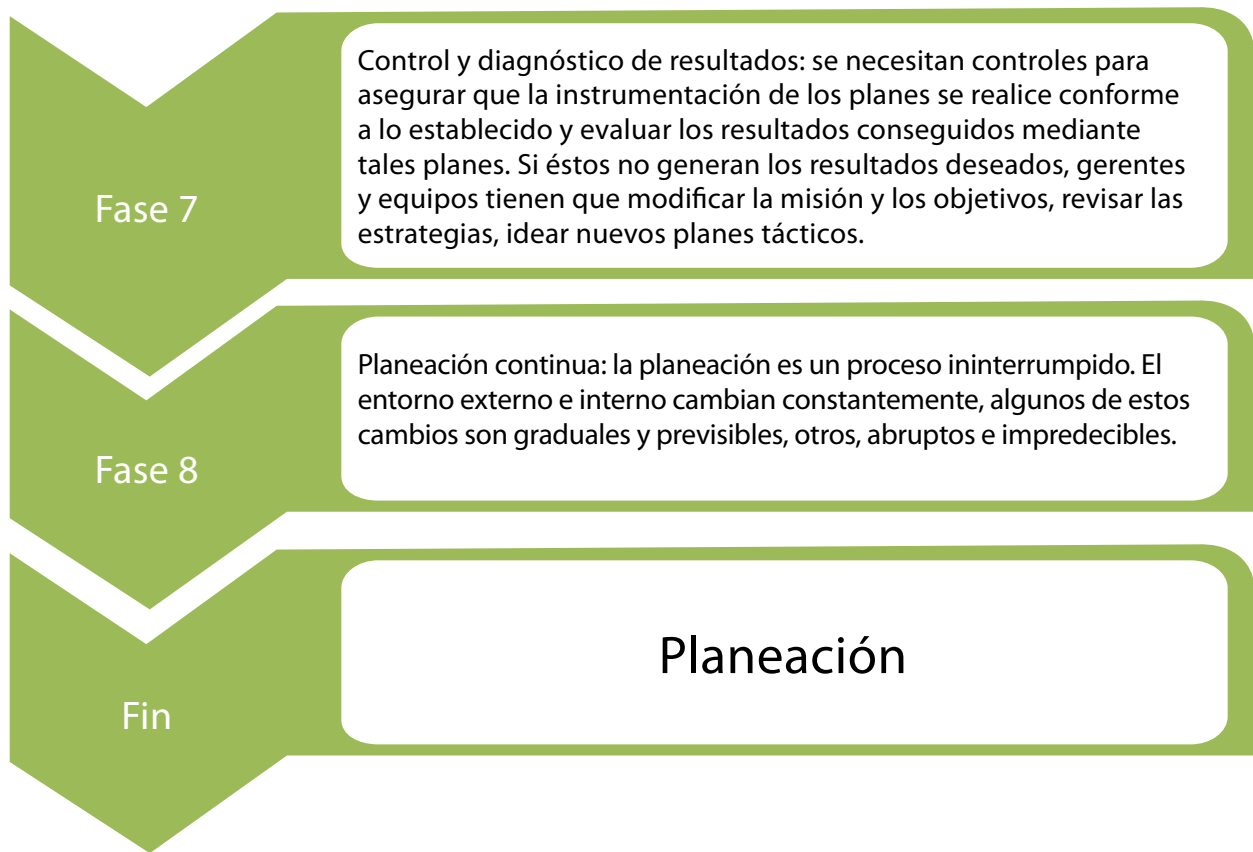 Fase 7
Control y diagnóstico de resultados: se necesitan controles para
asegurar que la instrumentación de los planes se realice conforme
a lo establecido y evaluar los resultados conseguidos mediante
tales planes. Si éstos no generan los resultados deseados, gerentes
y equipos tienen que modificar la misión y los objetivos, revisar las
estrategias, idear nuevos planes tácticos.
Fase 8
Planeación continua: la planeación es un proceso ininterrumpido. El
entorno externo e interno cambian constantemente, algunos de estos
cambios son graduales y previsibles, otros, abruptos e impredecibles.
Fin
Planeación